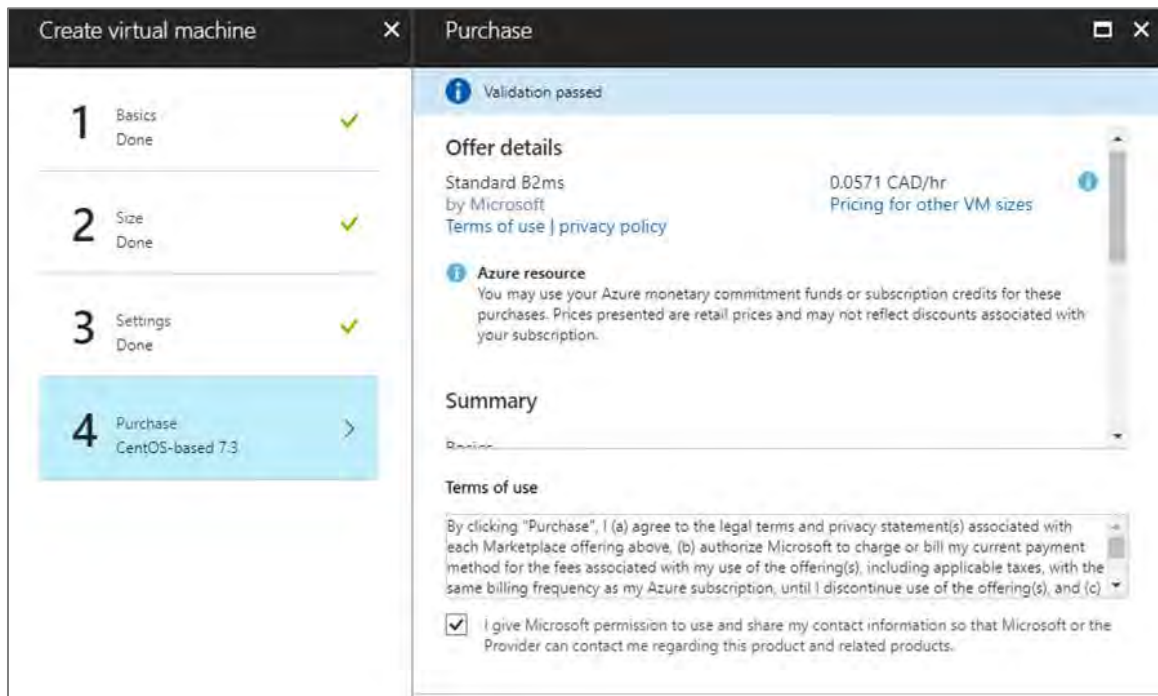 Create virtual machine
Purchase
1
Basics
Done
2
Size
Done
3
Settings
Done
4
Purchase
CentOS-based 7.3
Validation passed
Offer details
Standard B2ms
0.0571 CAD/hr
by Microsoft
Pricing for other VM sizes
Terms of use | privacy policy
Azure resource
You may use your Azure monetary commitment funds or subscription credits for these
purchases. Prices presented are retail prices and may not reflect discounts associated with
your subscription.
Summary
Basics
Terms of use
By clicking "Purchase", I (a) agree to the legal terms and privacy statement(s) associated with
each Marketplace offering above, (b) authorize Microsoft to charge or bill my current payment
method for the fees associated with my use of the offering(s), including applicable taxes, with the
same billing frequency as my Azure subscription, until I discontinue use of the offering(s), and (c)
I give Microsoft permission to use and share my contact information so that Microsoft or the
Provider can contact me regarding this product and related products.